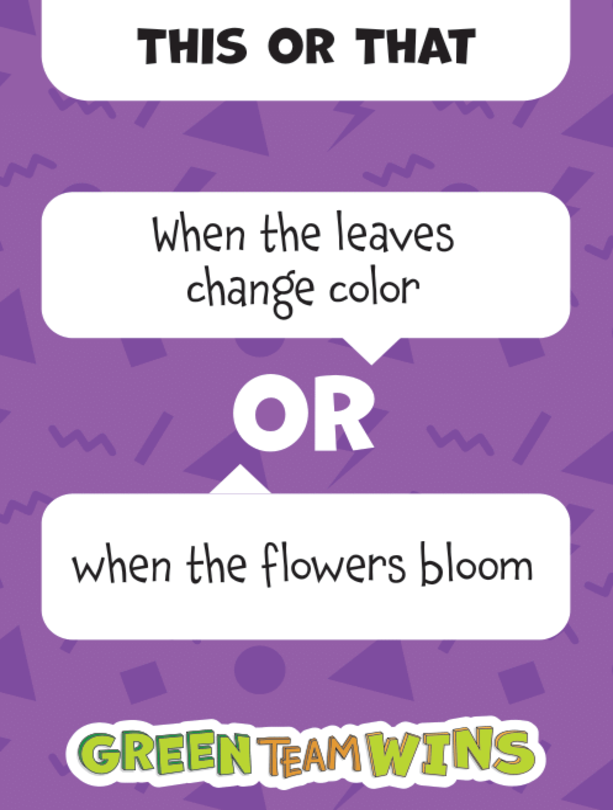 THIS OR THAT
When the leaves
change color
OR
when the flowers bloom
GREEN TEAM WINS